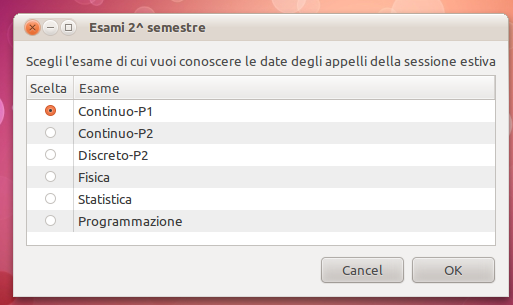 Esami 2^ semestre
Scegli l'esame di cui vuoi conoscere le date degli appelli della sessione estiva
Scelta Esame
Continuo-P1
Continuo-P2
Discreto-P2
Fisica
Statistica
Programmazione
Cancel OK